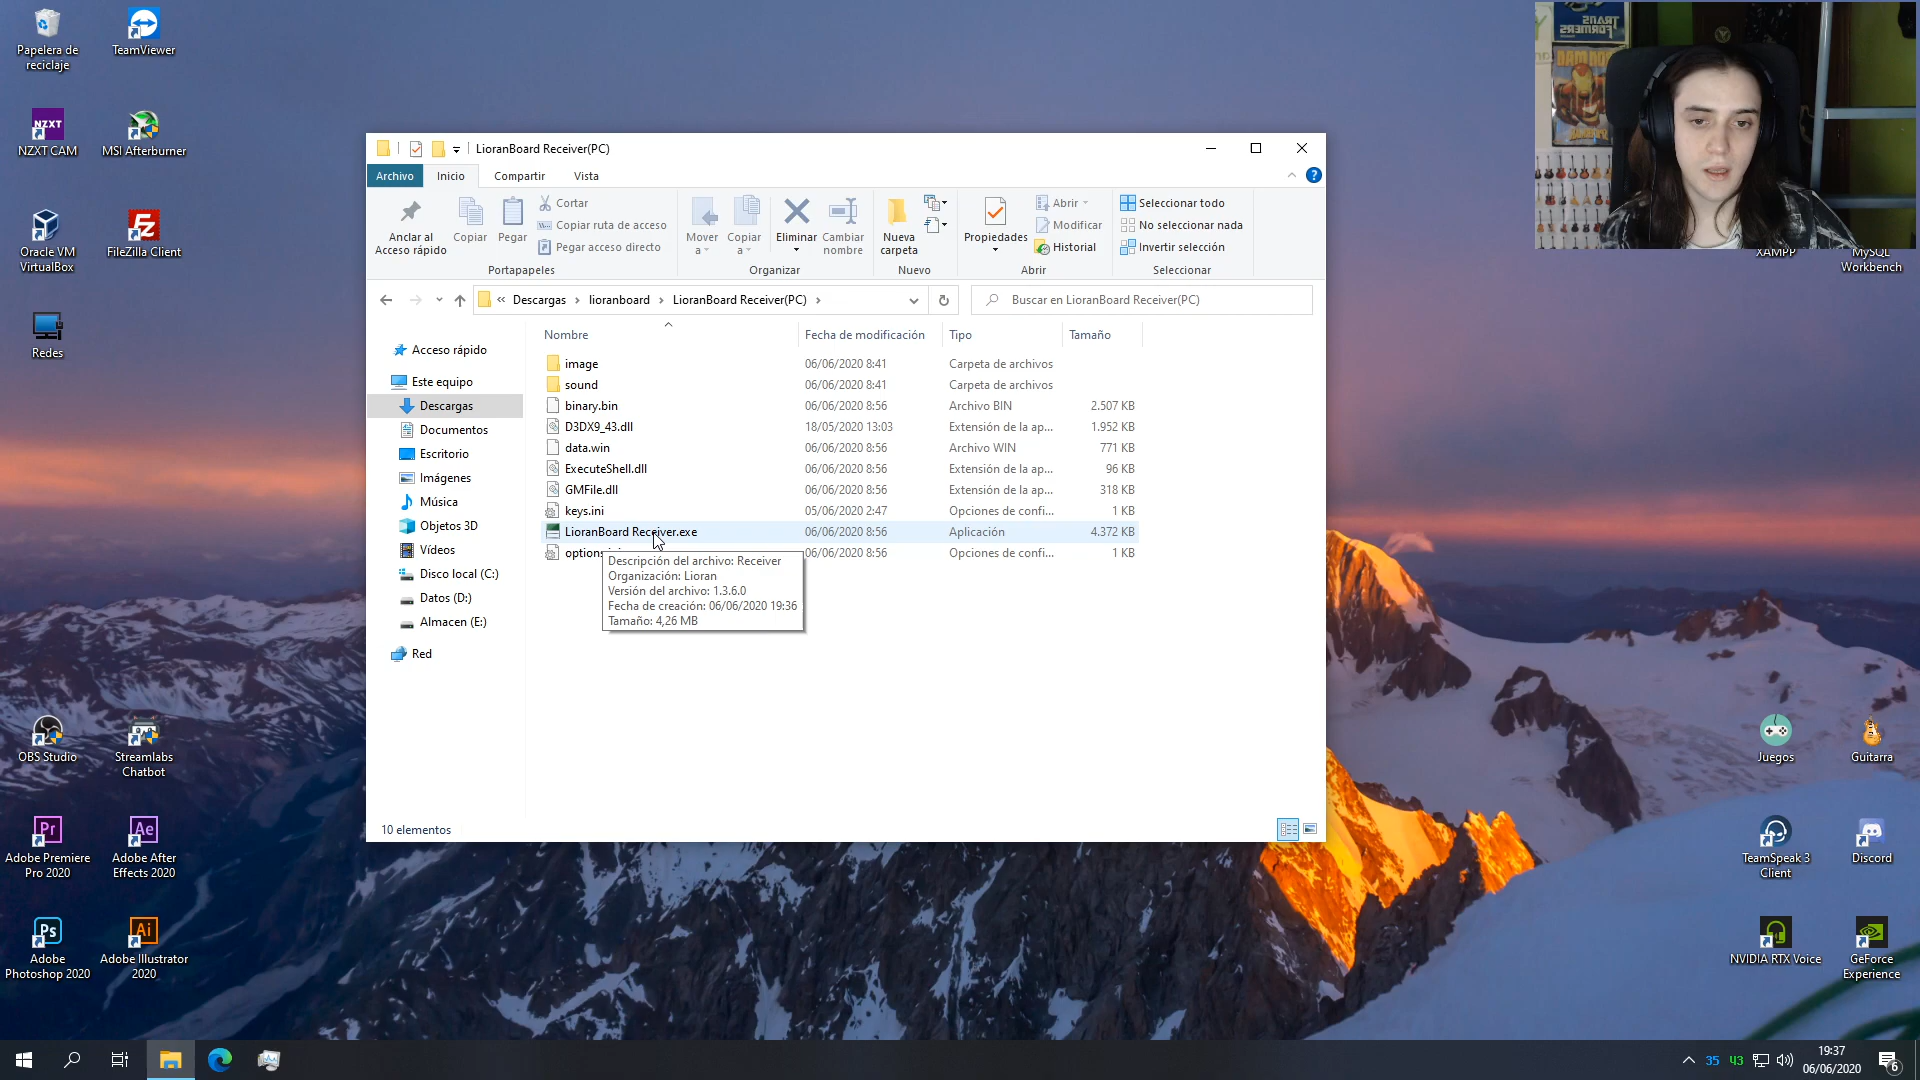 Papelera de
reciclaje
TeamViewer
NZXT
NZXT CAM
MSI Afterburner
Oracle VM
VirtualBox
FileZilla Client
Redes
OBS Studio
Streamlabs
Chatbot
Pr
Adobe Premiere
Pro 2020
Ae
Adobe After
Effects 2020
Ps
Adobe
Photoshop 2020
Ai
Adobe Illustrator
2020
LioranBoard Receiver(PC)
Archivo
Inicio
Compartir
Vista
Anclar al
Acceso rápido
Copiar
Pegar
Cortar
Copiar ruta de acceso
Pegar acceso directo
Portapapeles
Mover
a
Copiar
a
Eliminar
Cambiar
nombre
Organizar
Nueva
carpeta
Nuevo
Propiedades
Abrir
Modificar
Historial
Abrir
Seleccionar todo
No seleccionar nada
Invertir selección
Seleccionar
« Descargas › lioranboard › LioranBoard Receiver(PC) ›
Buscar en LioranBoard Receiver(PC)
Acceso rápido
Este equipo
Descargas
Documentos
Escritorio
Imágenes
Música
Objetos 3D
Vídeos
Disco local (C:)
Datos (D:)
Almacen (E:)
Red
Nombre Fecha de modificación Tipo Tamaño
image 06/06/2020 8:41 Carpeta de archivos
sound 06/06/2020 8:41 Carpeta de archivos
binary.bin 06/06/2020 8:56 Archivo BIN 2.507 KB
D3DX9_43.dll 18/05/2020 13:03 Extensión de la ap... 1.952 KB
data.win 06/06/2020 8:56 Archivo WIN 771 KB
ExecuteShell.dll 06/06/2020 8:56 Extensión de la ap... 96 KB
GMFile.dll 05/06/2020 8:56 Extensión de la ap... 318 KB
keys.ini 05/06/2020 2:47 Opciones de confi... 1 KB
LioranBoard Receiver.exe 06/06/2020 8:56 Aplicación 4.372 KB
06/06/2020 8:56 Opciones de confi... 1 KB
Descripción del archivo: Receiver
Organización: Lioran
Versión del archivo: 1.3.6.0
Fecha de creación: 06/06/2020 19:36
Tamaño: 4,26 MB
10 elementos
TRANS
FORMERS
XAMPP
MySQL
Workbench
Juegos
Guitarra
TeamSpeak 3
Client
Discord
NVIDIA RTX Voice
GeForce
Experience
35
43
19:37
06/06/2020
6